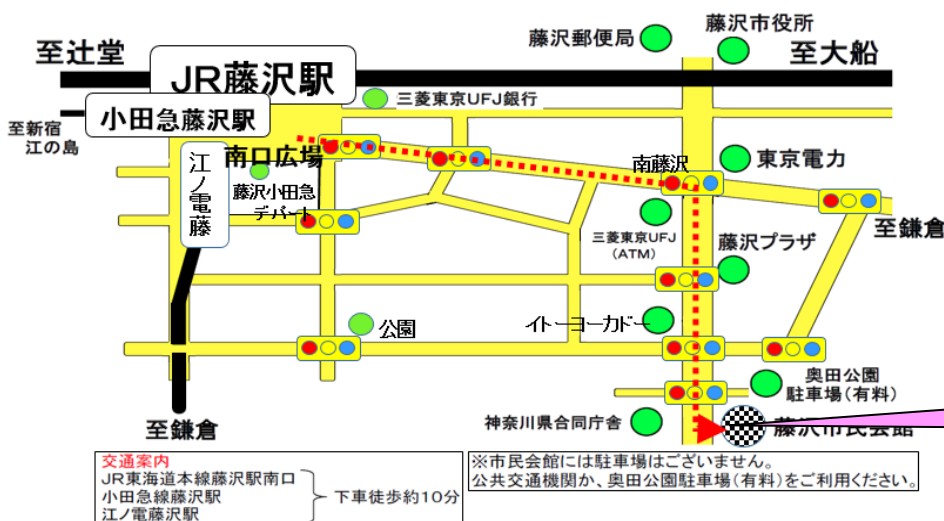 藤沢市役所
藤沢郵便局
至辻堂
JR藤沢駅
至大船
小田急藤沢駅
三菱東京UFJ銀行
至新宿
江の島
南口広場
江ノ電藤
藤沢小田急
デパート
南藤沢
東京電力
三菱東京UFJ
(ATM)
至鎌倉
藤沢プラザ
公園
イトーヨーカドー
奥田公園
駐車場(有料)
至鎌倉
神奈川県合同庁舎
藤沢市民会館
交通案内
JR東海道本線藤沢駅南口
小田急線藤沢駅
江ノ電藤沢駅
下車徒歩約10分
※市民会館には駐車場はございません。
公共交通機関か、奥田公園駐車場(有料)をご利用ください。